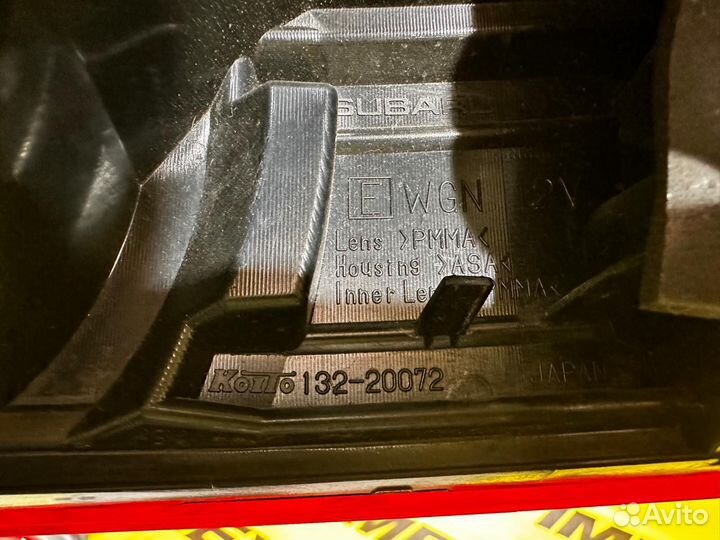 SUBARU
E WGN 12V
Lens >PMMA<
Housing >ASA<
Inner Lens >PMMA<
KOITO 132-20072 JAPAN
Avito